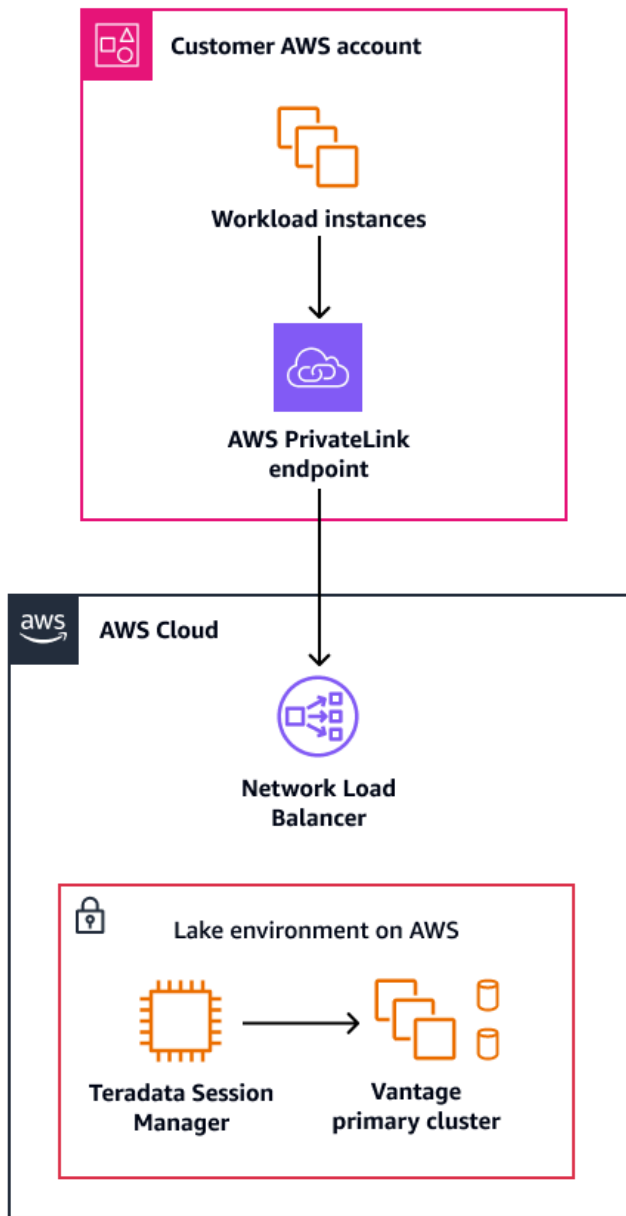 Customer AWS account
Workload instances
AWS PrivateLink
endpoint
aws
AWS Cloud
Network Load
Balancer
Lake environment on AWS
Teradata Session
Manager
Vantage
primary cluster